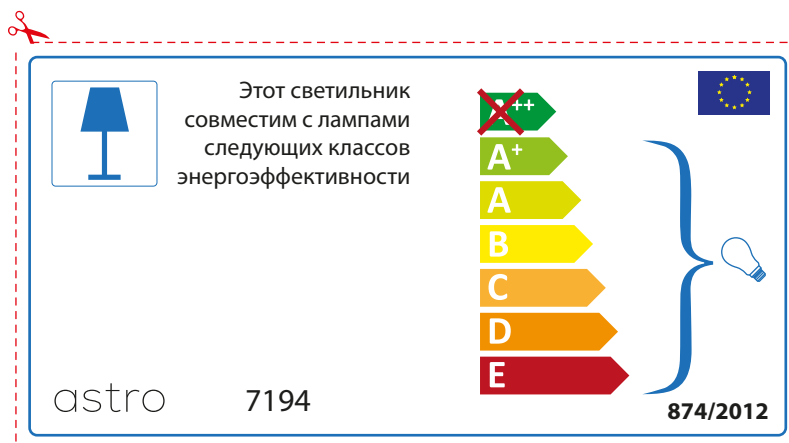 Этот светильник
совместим с лампами
следующих классов
энергоэффективности
A++
A+
A
B
C
D
E
astro
7194
874/2012